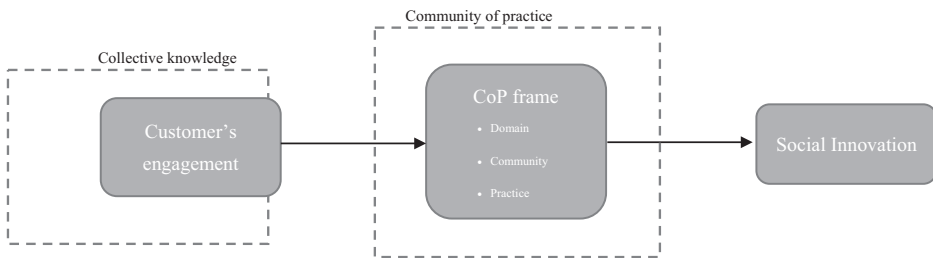 Community of practice
Collective knowledge
CoP frame
• Domain
• Community
• Practice
Customer’s
engagement
Social Innovation